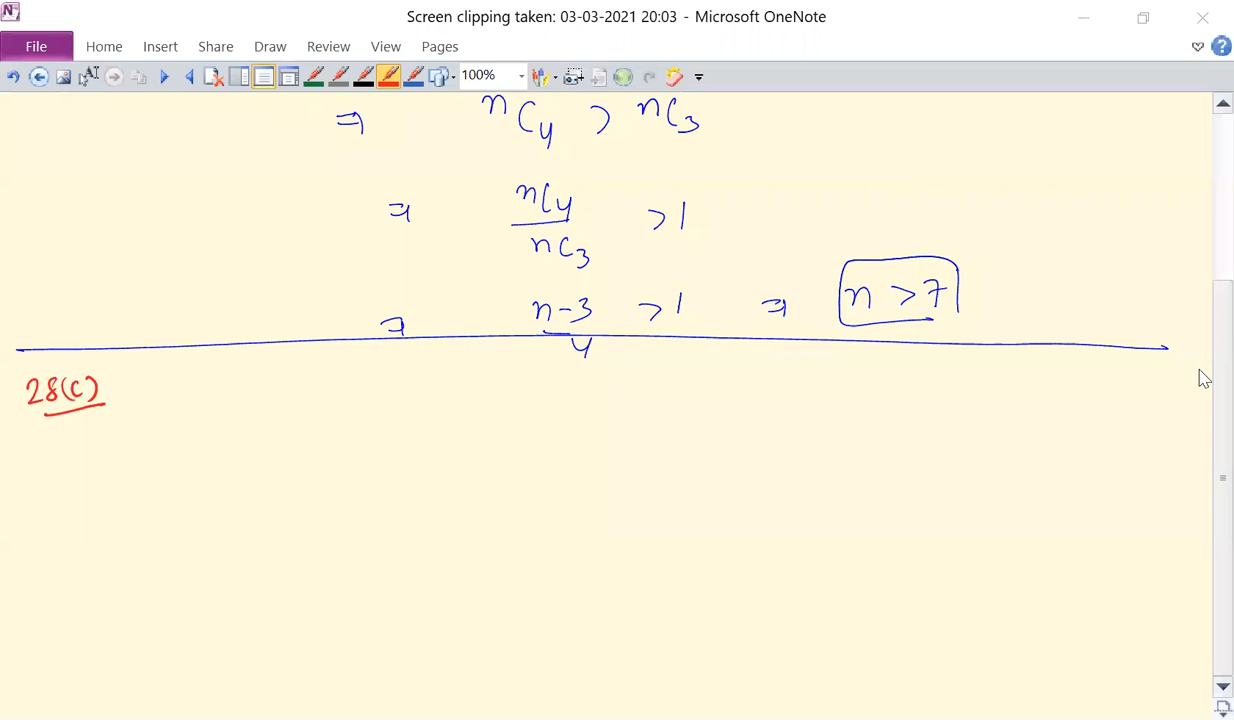 Screen clipping taken: 03-03-2021 20:03 - Microsoft OneNote
File Home Insert Share Draw Review View Pages
100%
⇒ nC4 > nC3
⇒ nC4 / nC3 > 1
⇒ n-3 / 4 > 1 ⇒ n > 7
28(C)